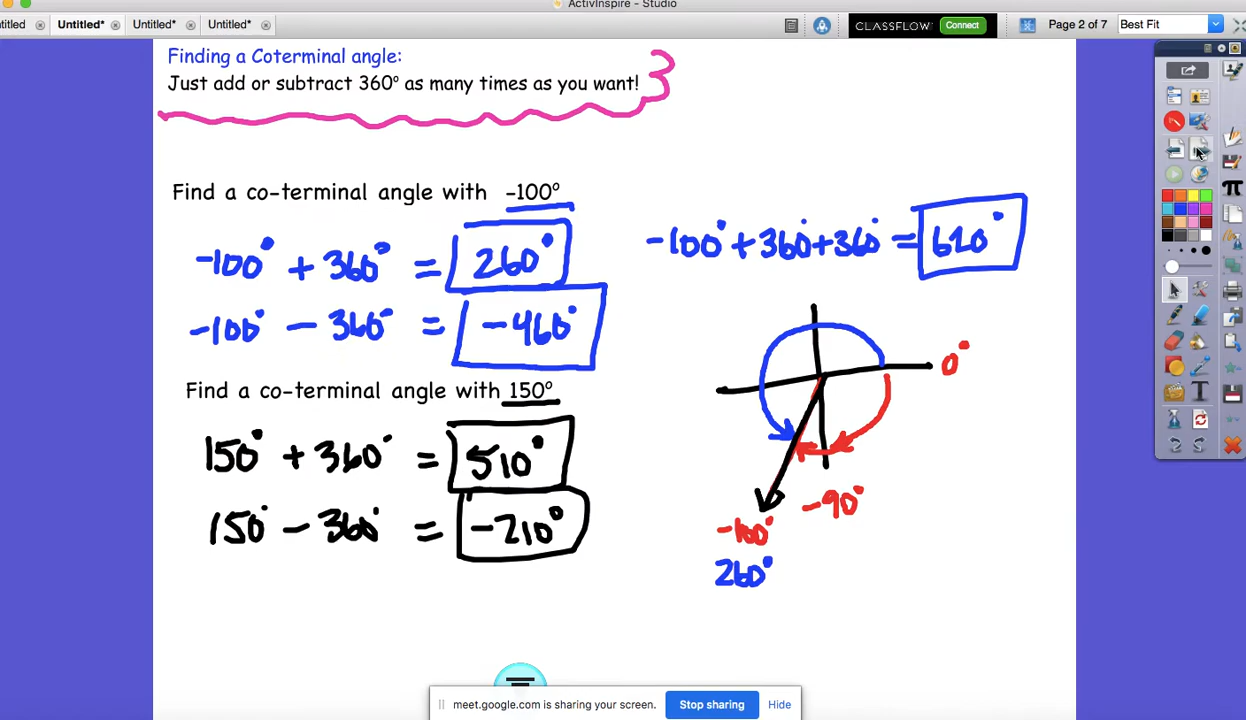 ActivInspire - Studio
ntitled Untitled* Untitled* Untitled* CLASSFLOW Connect Page 2 of 7 Best Fit
Finding a Coterminal angle:
Just add or subtract 360° as many times as you want!
Find a co-terminal angle with -100°
-100° + 360° = 260°
-100° + 360° + 360° = 620°
-100° - 360° = -460°
0°
Find a co-terminal angle with 150°
150° + 360° = 510°
-90°
150° - 360° = -210°
-100°
260°
meet.google.com is sharing your screen. Stop sharing Hide